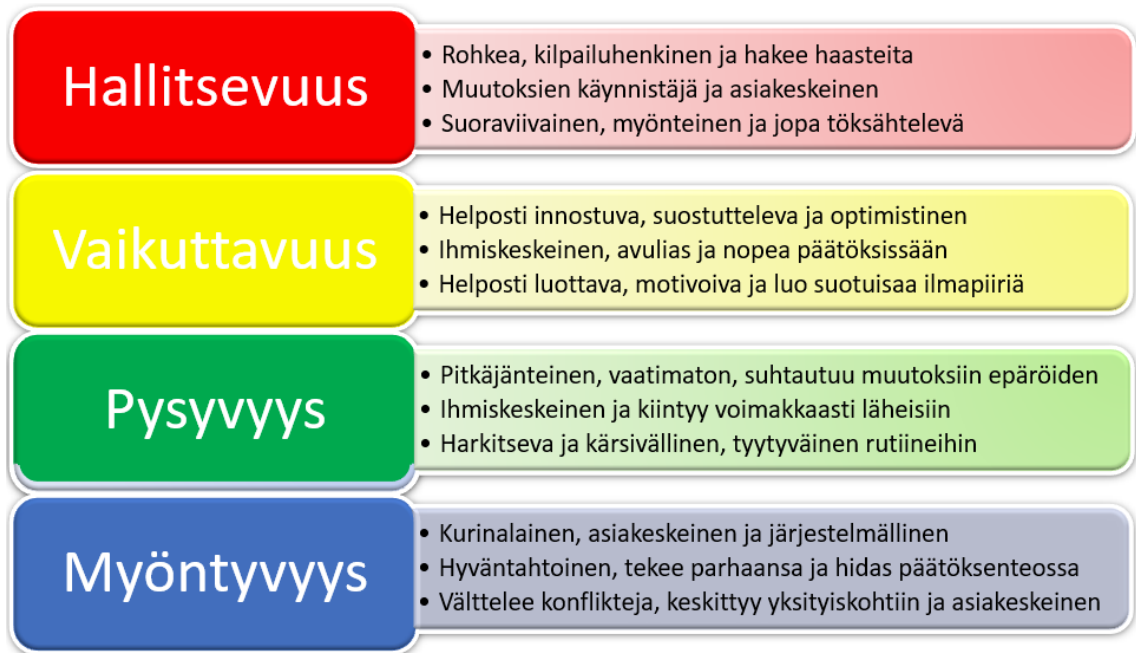 Hallitsevuus
• Rohkea, kilpailuhenkinen ja hakee haasteita
• Muutoksien käynnistäjä ja asiakeskeinen
• Suoraviivainen, myönteinen ja jopa töksähtelevä
Vaikuttavuus
• Helposti innostuva, suostutteleva ja optimistinen
• Ihmiskeskeinen, avulias ja nopea päätöksissään
• Helposti luottava, motivoiva ja luo suotuisaa ilmapiiriä
Pysyvyys
• Pitkäjänteinen, vaatimaton, suhtautuu muutoksiin epäröiden
• Ihmiskeskeinen ja kiintyy voimakkaasti läheisiin
• Harkitseva ja kärsivällinen, tyytyväinen rutiineihin
Myöntyvyys
• Kurinalainen, asiakeskeinen ja järjestelmällinen
• Hyväntahtoinen, tekee parhaansa ja hidas päätöksenteossa
• Välttelee konflikteja, keskittyy yksityiskohtiin ja asiakeskeinen